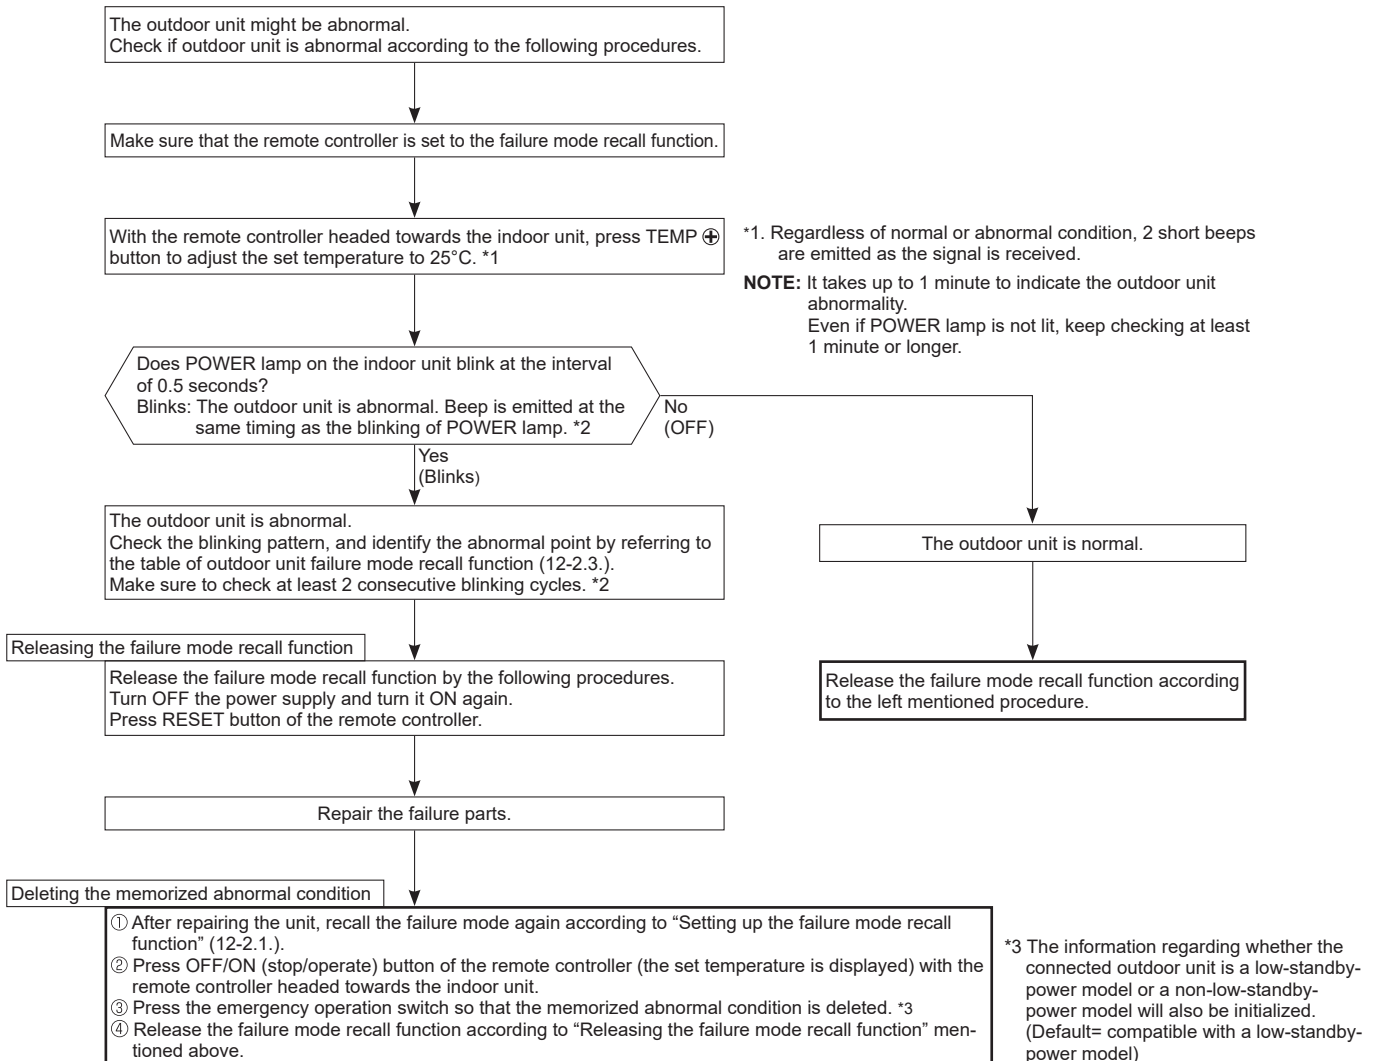 The outdoor unit might be abnormal.
Check if outdoor unit is abnormal according to the following procedures.
Make sure that the remote controller is set to the failure mode recall function.
With the remote controller headed towards the indoor unit, press TEMP ⊕
button to adjust the set temperature to 25°C. *1
*1. Regardless of normal or abnormal condition, 2 short beeps
are emitted as the signal is received.
NOTE: It takes up to 1 minute to indicate the outdoor unit
abnormality.
Even if POWER lamp is not lit, keep checking at least
1 minute or longer.
Does POWER lamp on the indoor unit blink at the interval
of 0.5 seconds?
Blinks: The outdoor unit is abnormal. Beep is emitted at the
same timing as the blinking of POWER lamp. *2
No
(OFF)
Yes
(Blinks)
The outdoor unit is abnormal.
Check the blinking pattern, and identify the abnormal point by referring to
the table of outdoor unit failure mode recall function (12-2.3.).
Make sure to check at least 2 consecutive blinking cycles. *2
The outdoor unit is normal.
Releasing the failure mode recall function
Release the failure mode recall function by the following procedures.
Turn OFF the power supply and turn it ON again.
Press RESET button of the remote controller.
Release the failure mode recall function according
to the left mentioned procedure.
Repair the failure parts.
Deleting the memorized abnormal condition
① After repairing the unit, recall the failure mode again according to “Setting up the failure mode recall
function” (12-2.1.).
② Press OFF/ON (stop/operate) button of the remote controller (the set temperature is displayed) with the
remote controller headed towards the indoor unit.
③ Press the emergency operation switch so that the memorized abnormal condition is deleted. *3
④ Release the failure mode recall function according to “Releasing the failure mode recall function” men-
tioned above.
*3 The information regarding whether the
connected outdoor unit is a low-standby-
power model or a non-low-standby-
power model will also be initialized.
(Default= compatible with a low-standby-
power model)